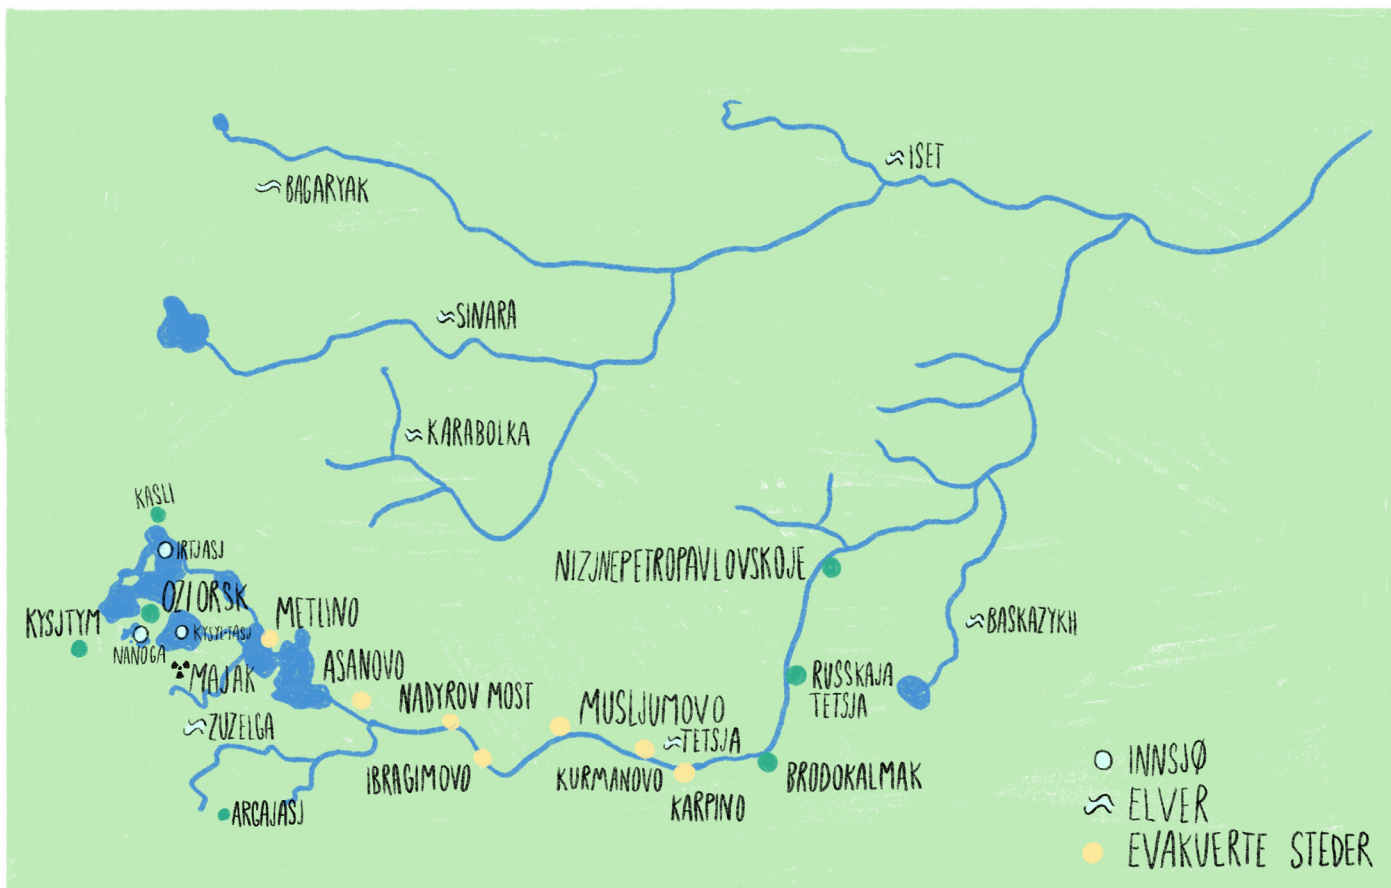 ISET
BAGARYAK
SINARA
KARABOLKA
KASLI
IRTJASJ
NIZJNEPETROPAVLOVSKOJE
OZIORSK
METLINO
KYSJTYM
KYSYLTASJ
BASKAZYKH
NANOGA
MAJAK
ASANOVO
RUSSKAJA
TETSJA
NADYROV MOST
MUSLJUMOVO
ZUZELGA
TETSJA
IBRAGIMOVO
KURMANOVO
BRODOKALMAK
KARPINO
ARGAJASJ
INNSJØ
ELVER
EVAKUERTE STEDER